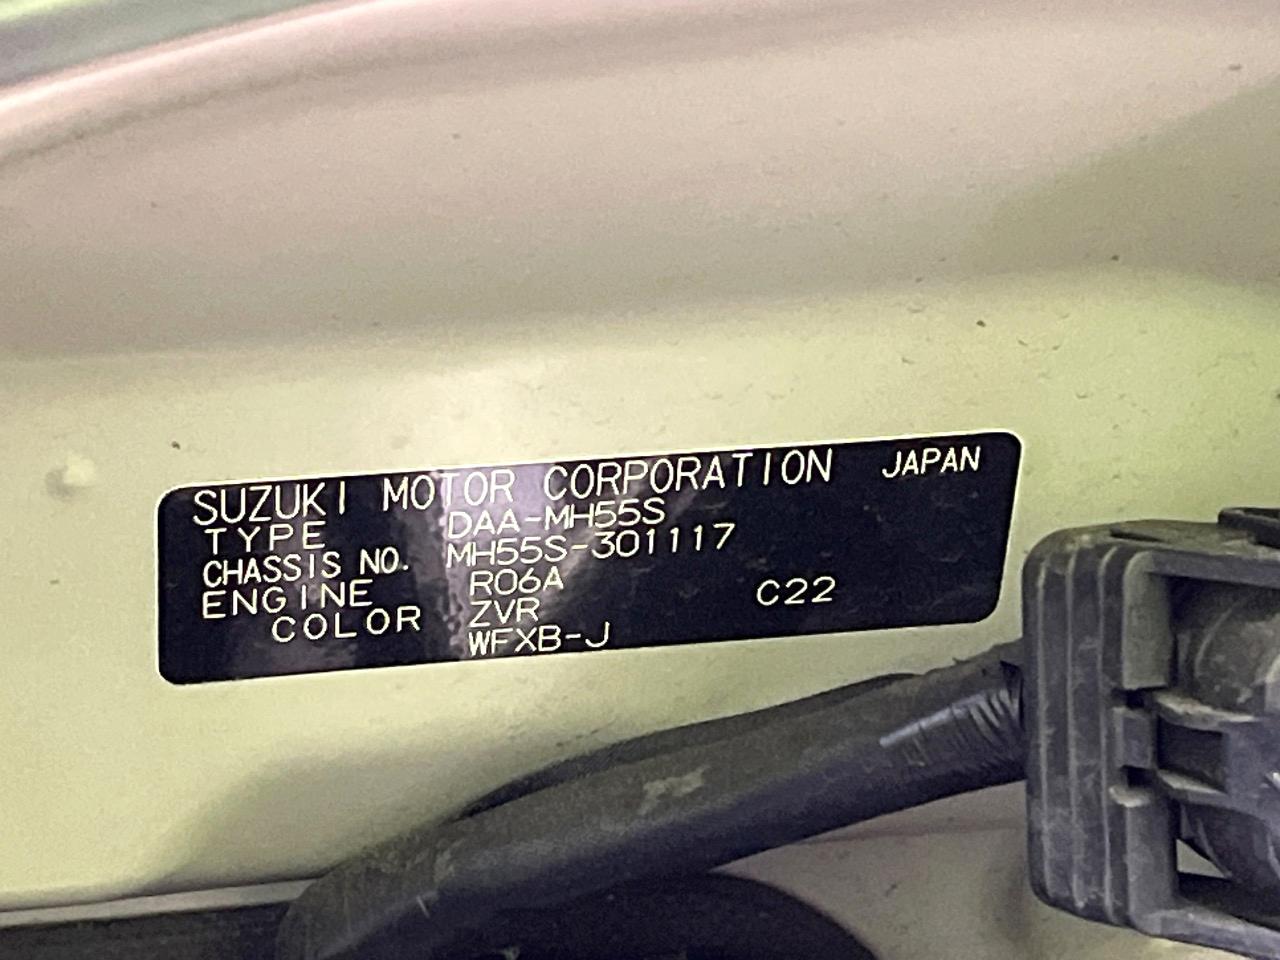 SUZUKI MOTOR CORPORATION JAPAN
TYPE DAA-MH55S
CHASSIS NO. MH55S-301117
ENGINE R06A
COLOR ZVR C22
WFXB-J